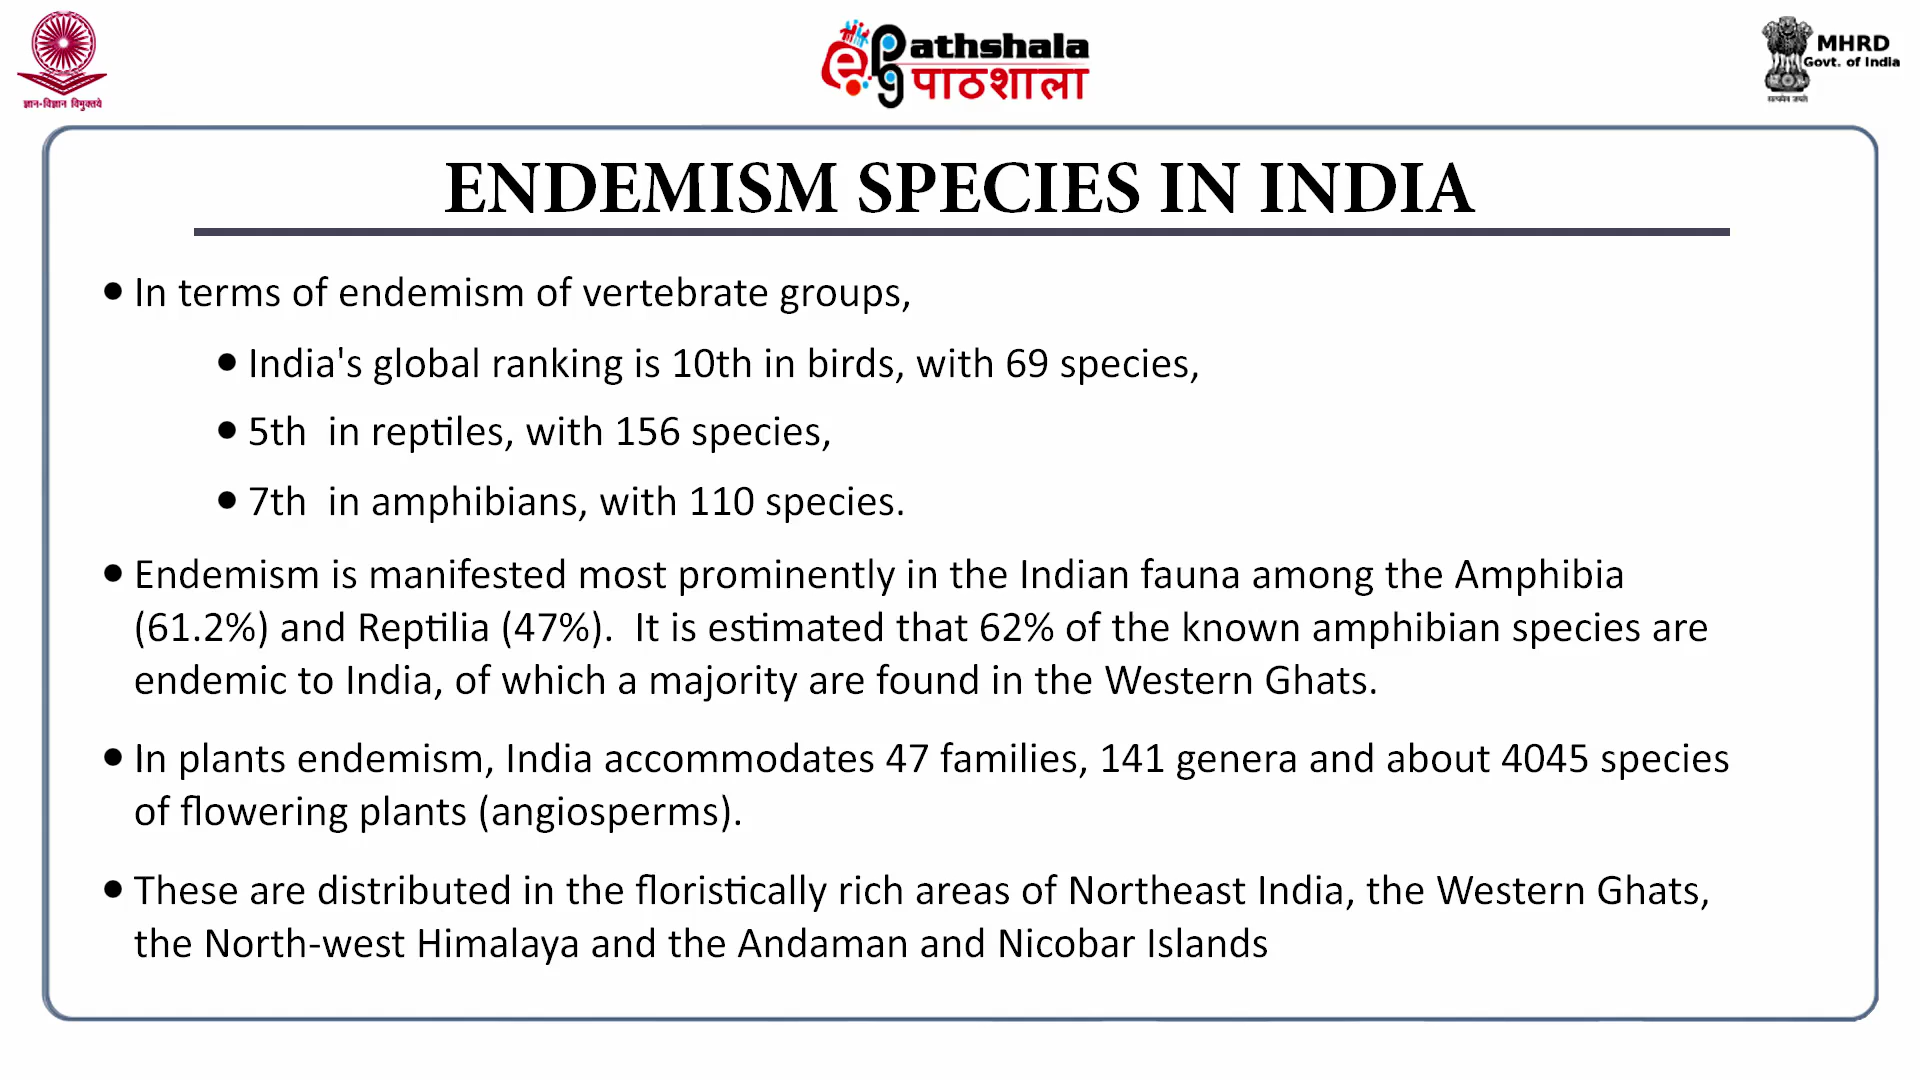 ज्ञान-विज्ञान विमुक्तये
ePG Pathshala
पाठशाला
MHRD
Govt. of India
सत्यमेव जयते
ENDEMISM SPECIES IN INDIA
• In terms of endemism of vertebrate groups,
• India's global ranking is 10th in birds, with 69 species,
• 5th  in reptiles, with 156 species,
• 7th  in amphibians, with 110 species.
• Endemism is manifested most prominently in the Indian fauna among the Amphibia
(61.2%) and Reptilia (47%).  It is estimated that 62% of the known amphibian species are
endemic to India, of which a majority are found in the Western Ghats.
• In plants endemism, India accommodates 47 families, 141 genera and about 4045 species
of flowering plants (angiosperms).
• These are distributed in the floristically rich areas of Northeast India, the Western Ghats,
the North-west Himalaya and the Andaman and Nicobar Islands